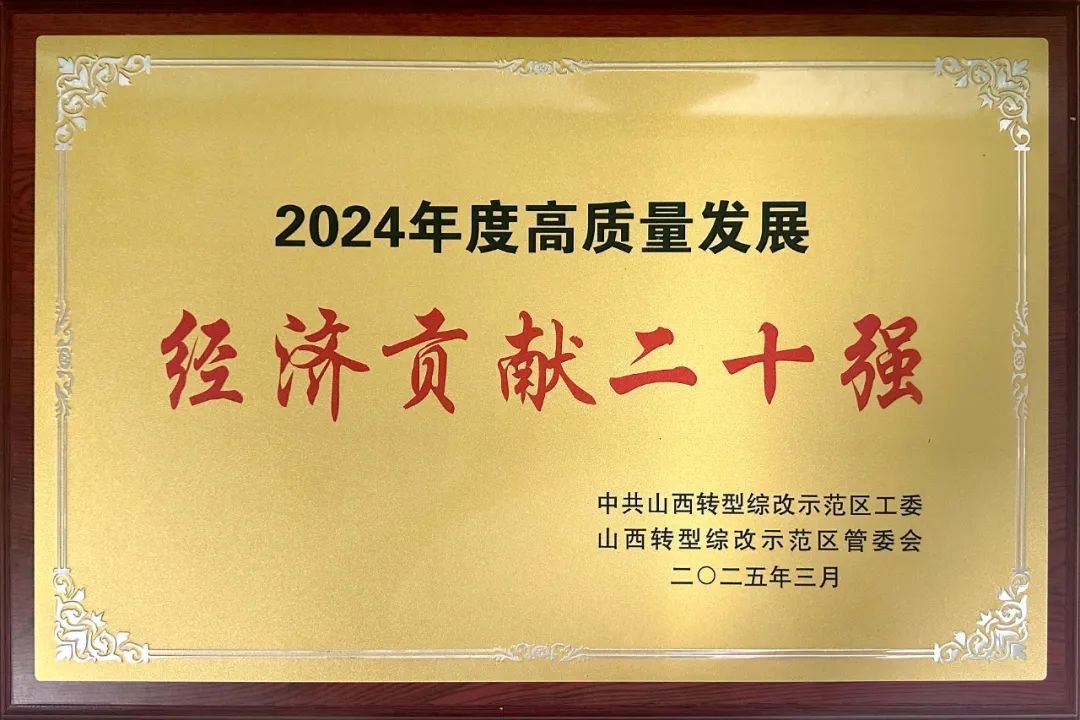 2024年度高质量发展
经济贡献二十强
中共山西转型综改示范区工委
山西转型综改示范区管委会
二〇二五年三月